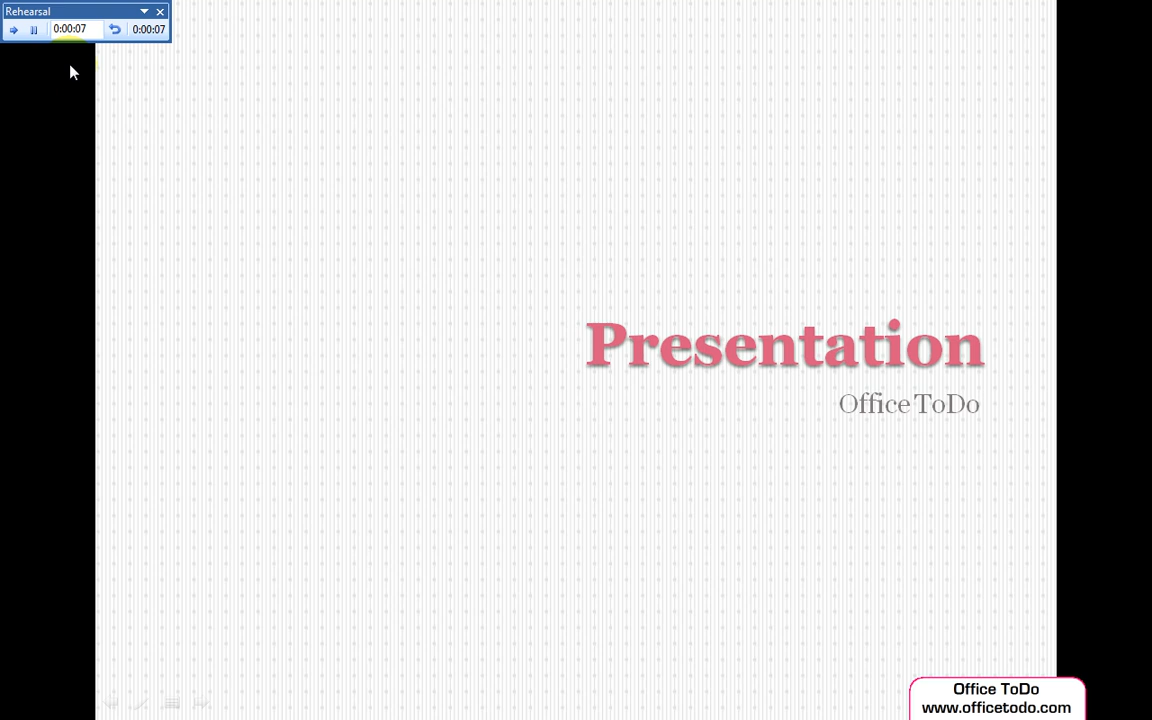 Rehearsal
0:00:07 0:00:07
Presentation
Office ToDo
Office ToDo
www.officetodo.com